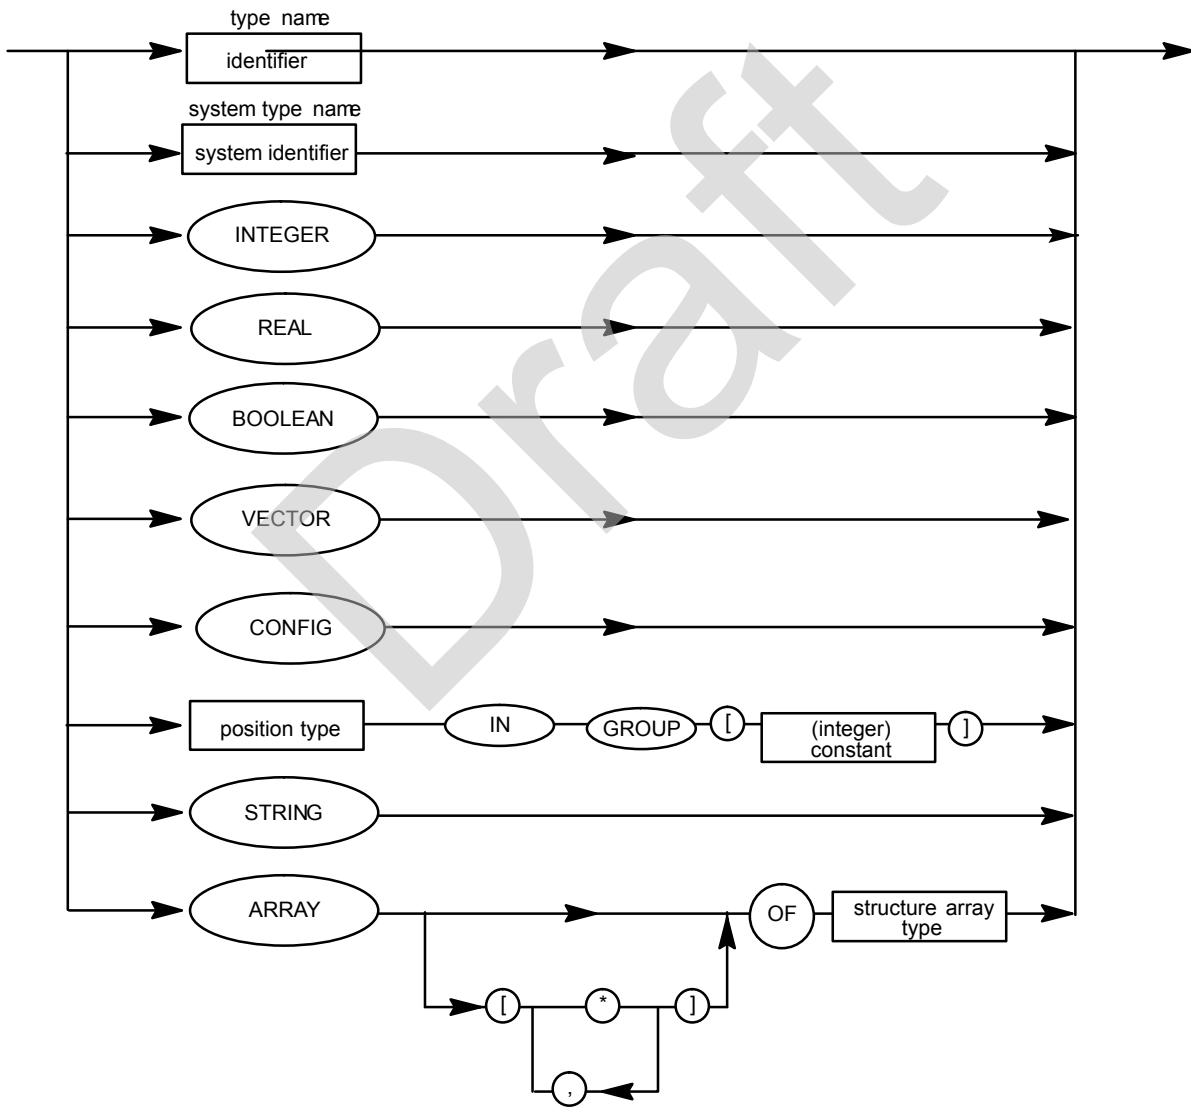 type name
identifier
system type name
system identifier
INTEGER
REAL
BOOLEAN
VECTOR
CONFIG
position type IN GROUP [ (integer) constant ]
STRING
ARRAY OF structure array type
[ * ]
,
Draft